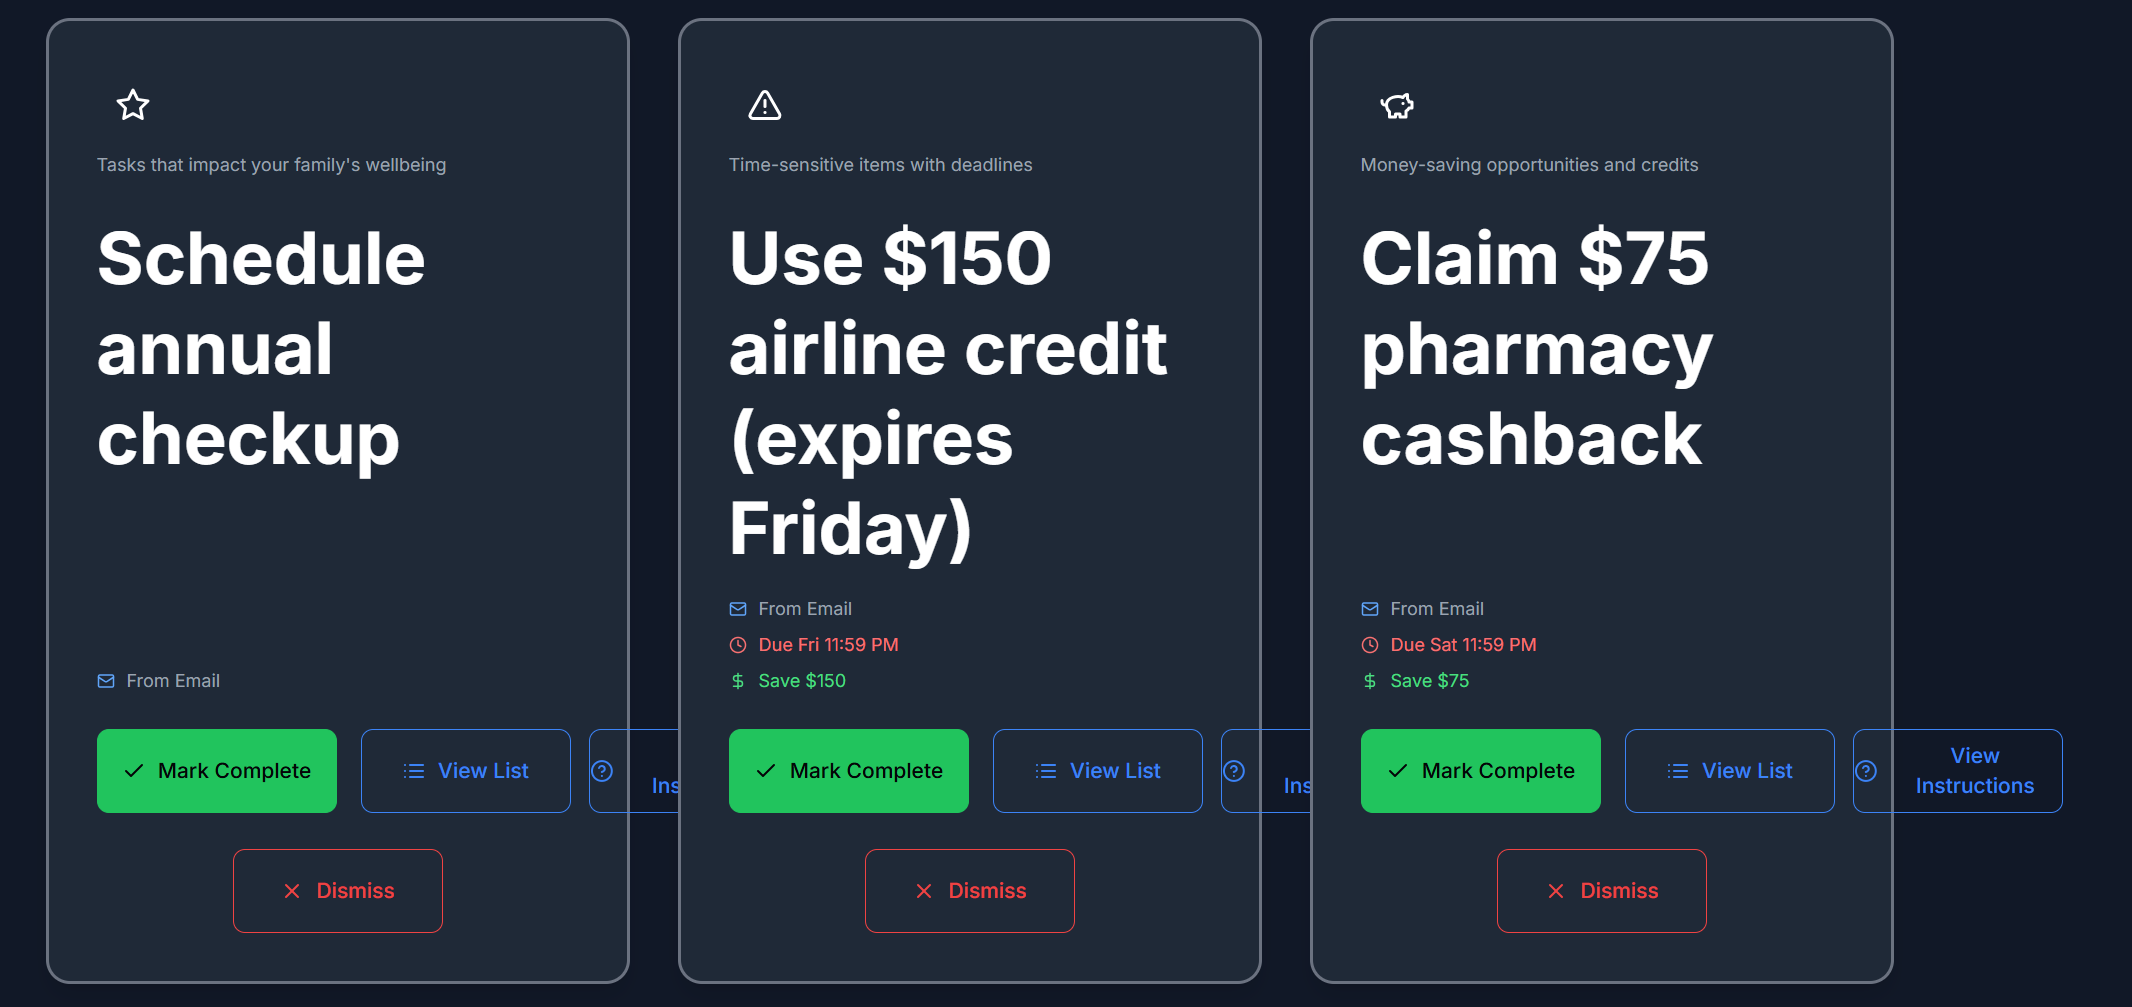 Tasks that impact your family's wellbeing
Schedule
annual
checkup
From Email
Mark Complete
View List
Ins
Dismiss
Time-sensitive items with deadlines
Use $150
airline credit
(expires
Friday)
From Email
Due Fri 11:59 PM
Save $150
Mark Complete
View List
Ins
Dismiss
Money-saving opportunities and credits
Claim $75
pharmacy
cashback
From Email
Due Sat 11:59 PM
Save $75
Mark Complete
View List
View
Instructions
Dismiss